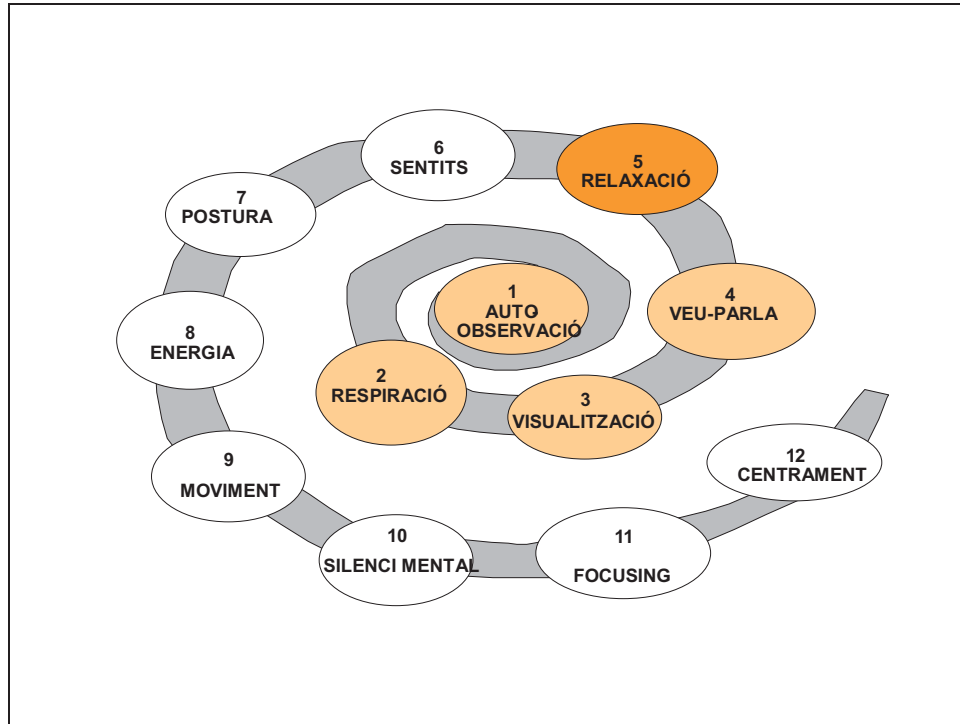 1
AUTO-
OBSERVACIÓ
2
RESPIRACIÓ
3
VISUALITZACIÓ
4
VEU-PARLA
5
RELAXACIÓ
6
SENTITS
7
POSTURA
8
ENERGIA
9
MOVIMENT
10
SILENCI MENTAL
11
FOCUSING
12
CENTRAMENT